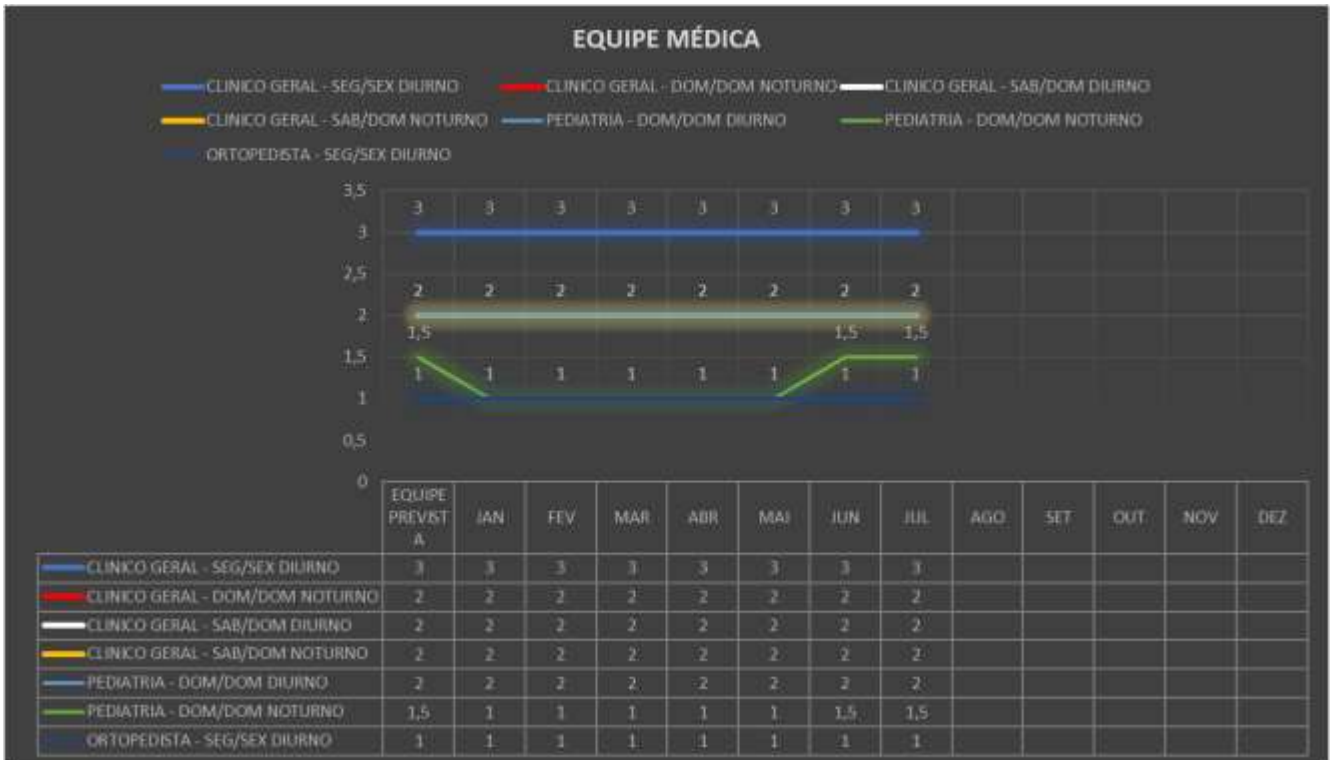 EQUIPE MÉDICA
CLINICO GERAL - SEG/SEX DIURNO CLINICO GERAL - DOM/DOM NOTURNO CLINICO GERAL - SAB/DOM DIURNO
CLINICO GERAL - SAB/DOM NOTURNO PEDIATRIA - DOM/DOM DIURNO PEDIATRIA - DOM/DOM NOTURNO
ORTOPEDISTA - SEG/SEX DIURNO
3,5
3 3 3 3 3 3 3 3
3
2,5
2 2 2 2 2 2 2 2
2
1,5 1,5 1,5
1,5
1 1 1 1 1 1 1 1
1
0,5
0
EQUIPE
PREVIST JAN FEV MAR ABR MAI JUN JUL AGO SET OUT NOV DEZ
A
CLINICO GERAL - SEG/SEX DIURNO 3 3 3 3 3 3 3 3
CLINICO GERAL - DOM/DOM NOTURNO 2 2 2 2 2 2 2 2
CLINICO GERAL - SAB/DOM DIURNO 2 2 2 2 2 2 2 2
CLINICO GERAL - SAB/DOM NOTURNO 2 2 2 2 2 2 2 2
PEDIATRIA - DOM/DOM DIURNO 2 2 2 2 2 2 2 2
PEDIATRIA - DOM/DOM NOTURNO 1,5 1 1 1 1 1 1,5 1,5
ORTOPEDISTA - SEG/SEX DIURNO 1 1 1 1 1 1 1 1